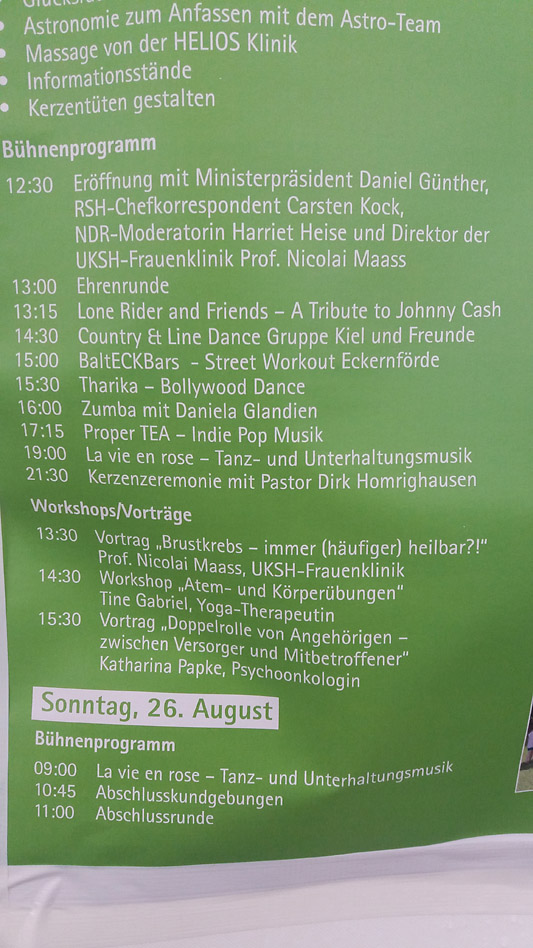 • Astronomie zum Anfassen mit dem Astro-Team
• Massage von der HELIOS Klinik
• Informationsstände
• Kerzentüten gestalten
Bühnenprogramm
12:30 Eröffnung mit Ministerpräsident Daniel Günther,
RSH-Chefkorrespondent Carsten Kock,
NDR-Moderatorin Harriet Heise und Direktor der
UKSH-Frauenklinik Prof. Nicolai Maass
13:00 Ehrenrunde
13:15 Lone Rider and Friends – A Tribute to Johnny Cash
14:30 Country & Line Dance Gruppe Kiel und Freunde
15:00 BaltECKBars - Street Workout Eckernförde
15:30 Tharika – Bollywood Dance
16:00 Zumba mit Daniela Glandien
17:15 Proper TEA – Indie Pop Musik
19:00 La vie en rose – Tanz- und Unterhaltungsmusik
21:30 Kerzenzeremonie mit Pastor Dirk Homrighausen
Workshops/Vorträge
13:30 Vortrag „Brustkrebs – immer (häufiger) heilbar?!“
Prof. Nicolai Maass, UKSH-Frauenklinik
14:30 Workshop „Atem- und Körperübungen“
Tine Gabriel, Yoga-Therapeutin
15:30 Vortrag „Doppelrolle von Angehörigen –
zwischen Versorger und Mitbetroffener“
Katharina Papke, Psychoonkologin
Sonntag, 26. August
Bühnenprogramm
09:00 La vie en rose – Tanz- und Unterhaltungsmusik
10:45 Abschlusskundgebungen
11:00 Abschlussrunde